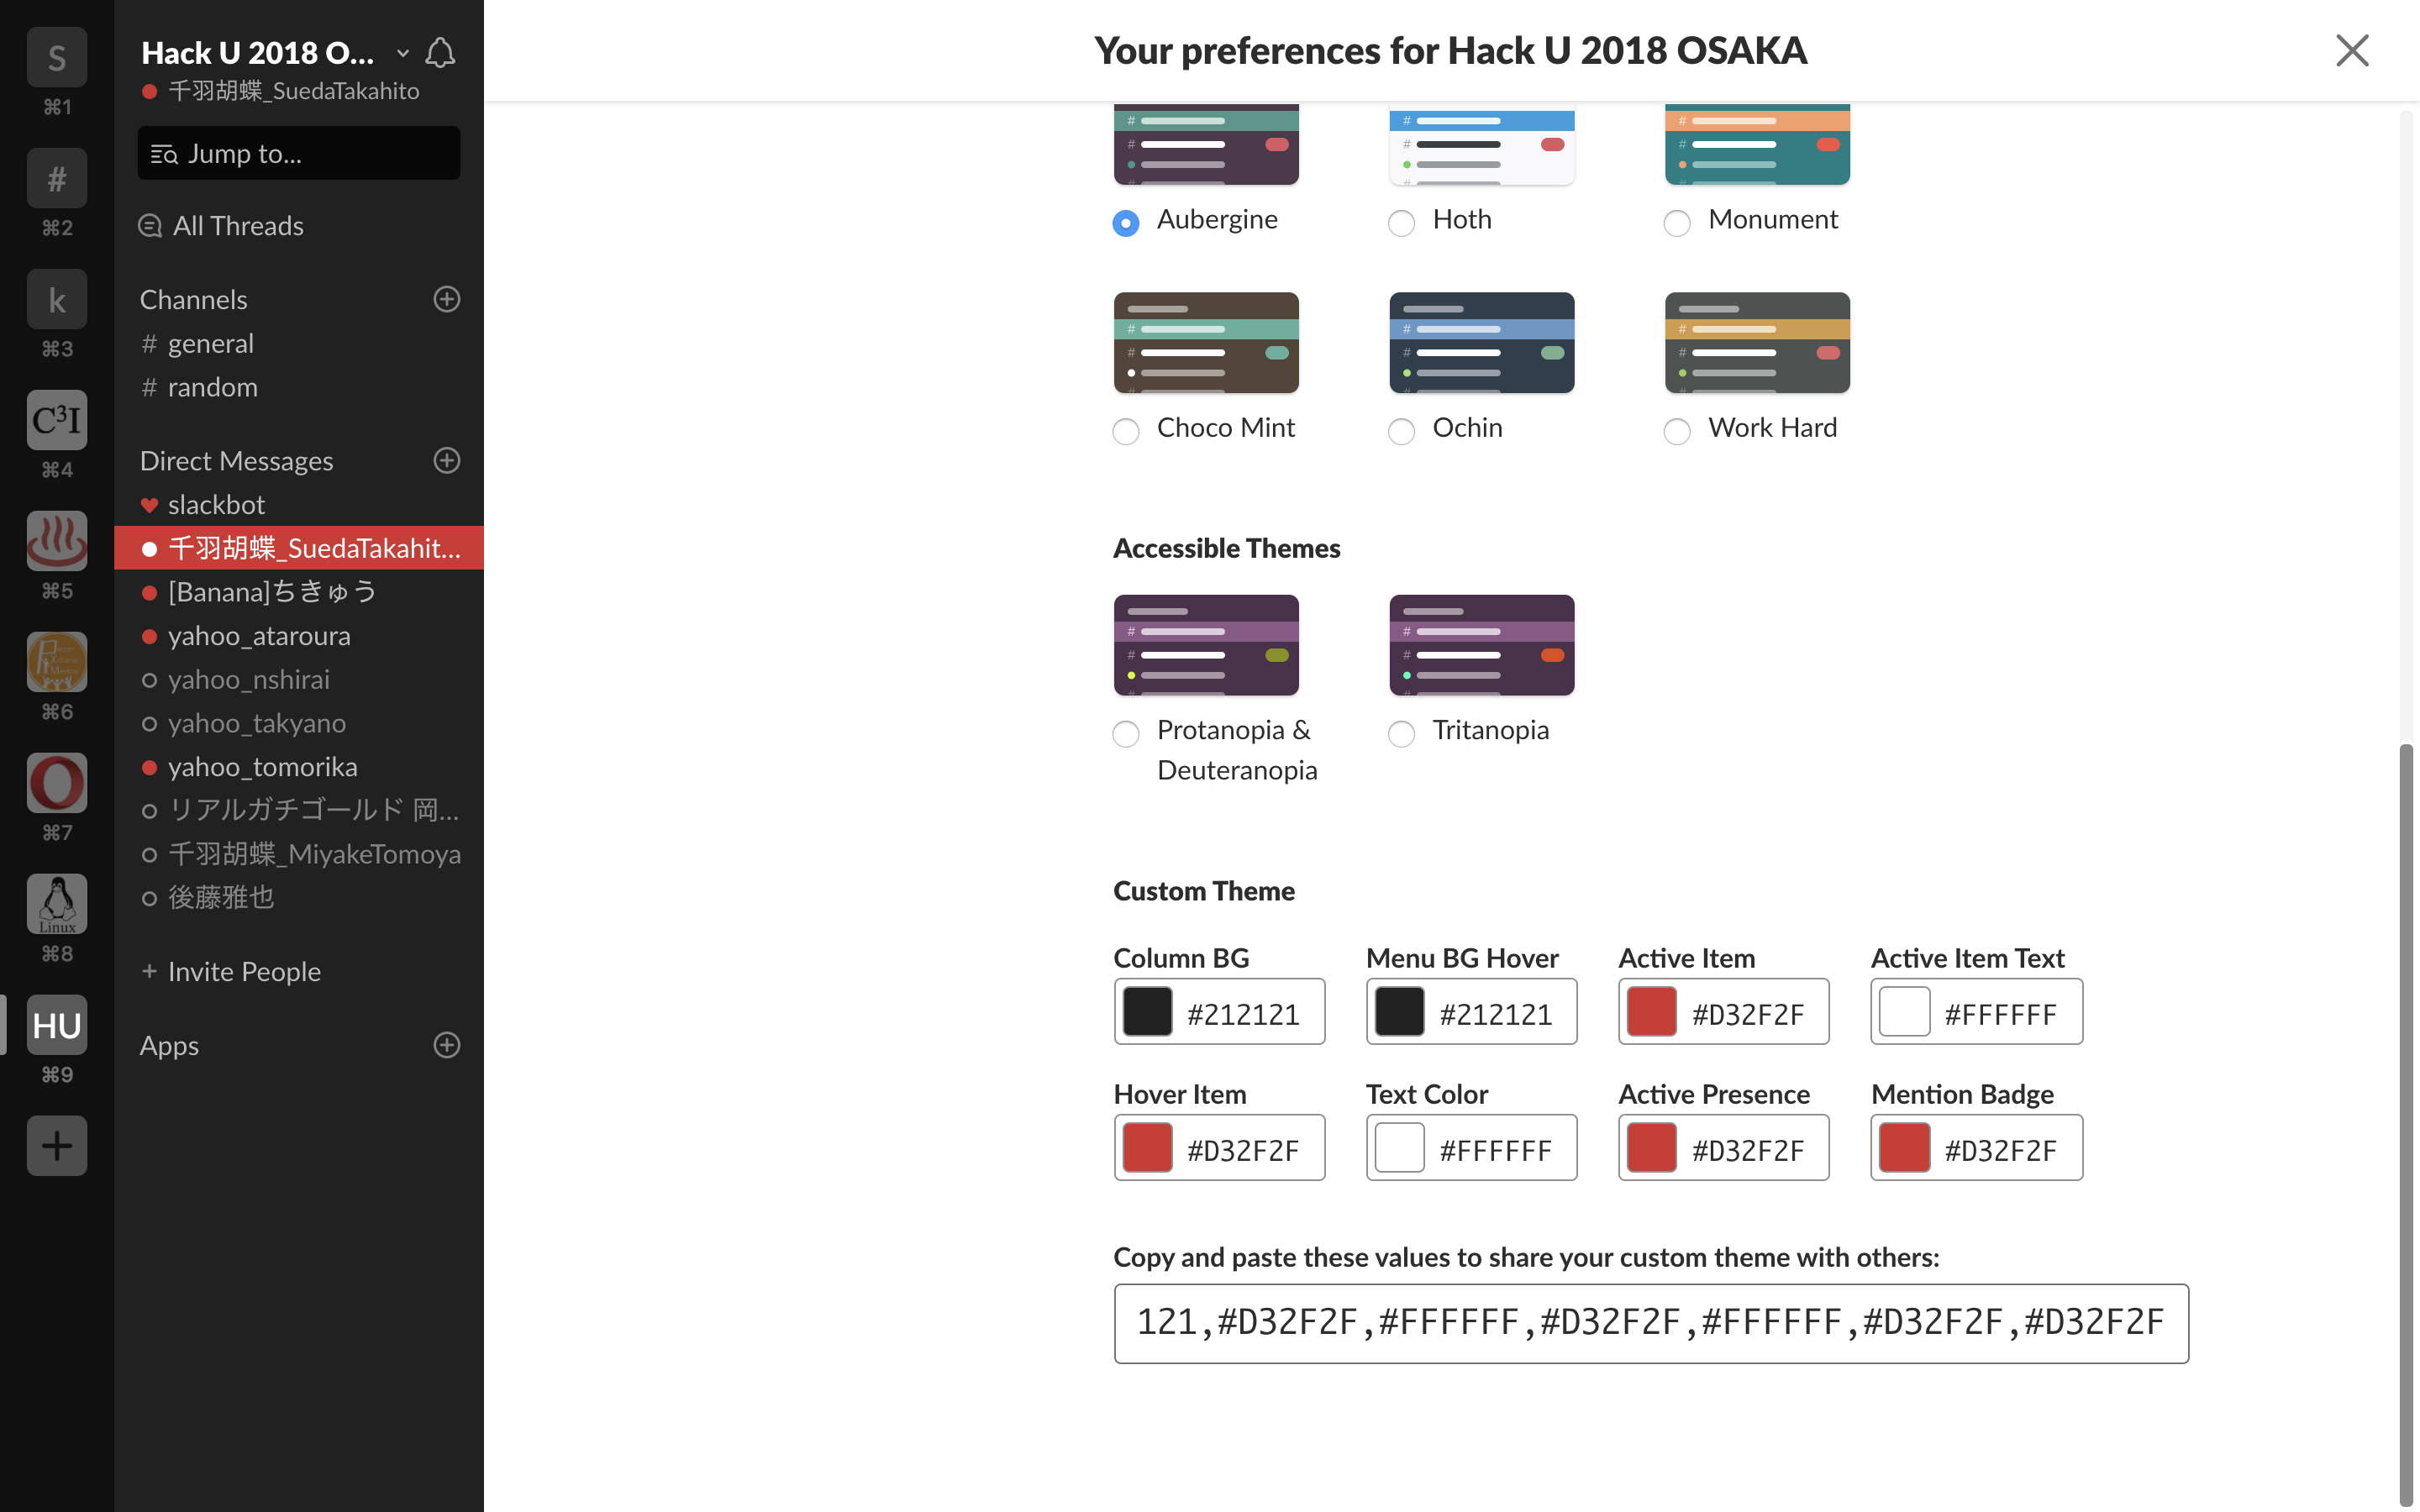 S
⌘1
#
⌘2
k
⌘3
C³I
⌘4
⌘5
⌘6
⌘7
Linux
⌘8
HU
⌘9
+
Hack U 2018 O...
千羽胡蝶_SuedaTakahito
Jump to...
All Threads
Channels
# general
# random
Direct Messages
slackbot
千羽胡蝶_SuedaTakahit...
[Banana]ちきゅう
yahoo_ataroura
yahoo_nshirai
yahoo_takyano
yahoo_tomorika
リアルガチゴールド 岡...
千羽胡蝶_MiyakeTomoya
後藤雅也
+ Invite People
Apps
Your preferences for Hack U 2018 OSAKA
Aubergine
Hoth
Monument
Choco Mint
Ochin
Work Hard
Accessible Themes
Protanopia &
Deuteranopia
Tritanopia
Custom Theme
Column BG
#212121
Menu BG Hover
#212121
Active Item
#D32F2F
Active Item Text
#FFFFFF
Hover Item
#D32F2F
Text Color
#FFFFFF
Active Presence
#D32F2F
Mention Badge
#D32F2F
Copy and paste these values to share your custom theme with others:
121,#D32F2F,#FFFFFF,#D32F2F,#FFFFFF,#D32F2F,#D32F2F